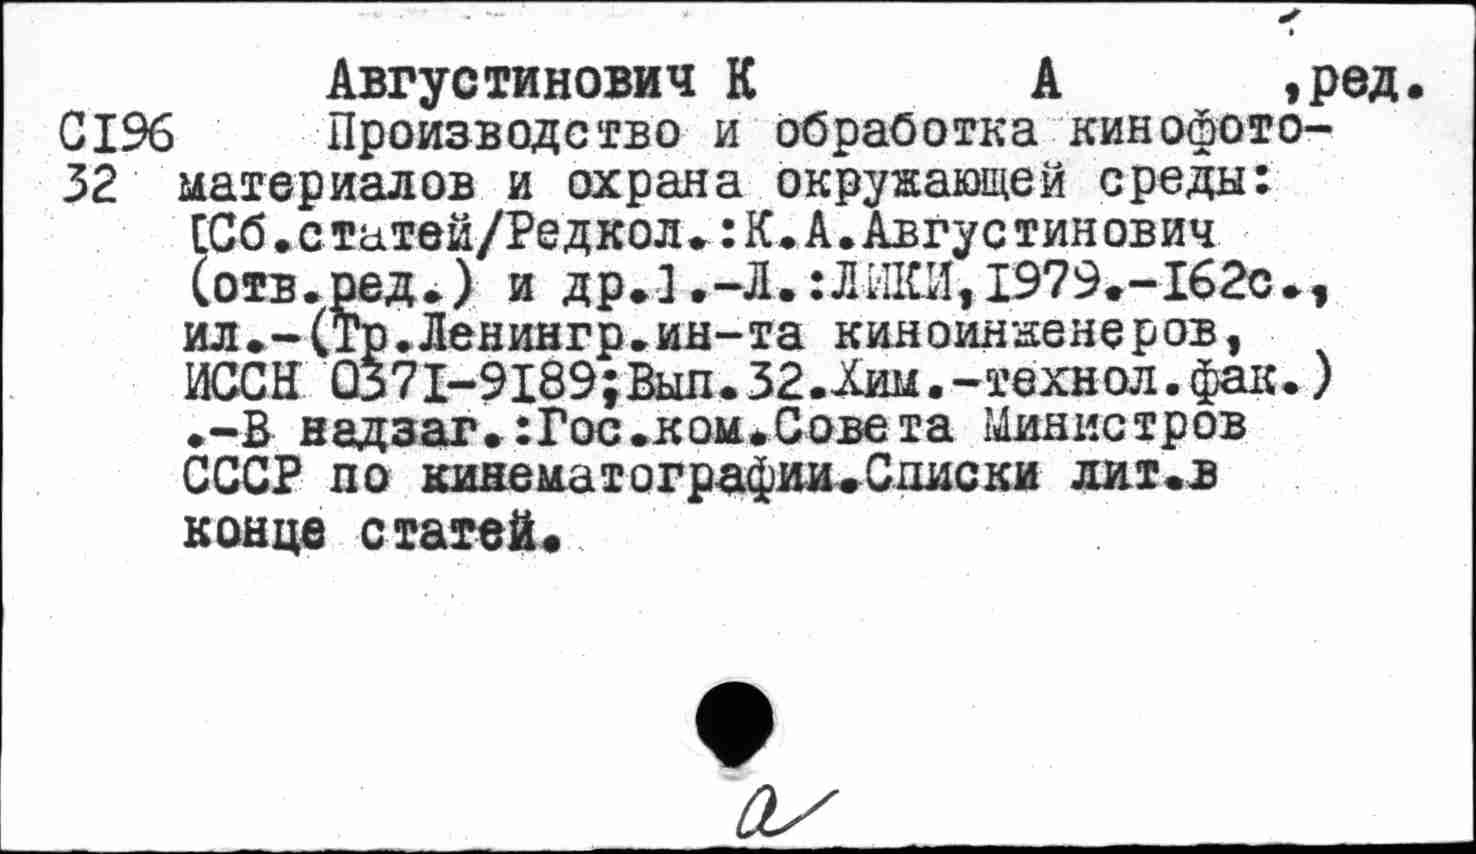 Августинович К А ,ред.
С196 Производство и обработка кинофото-
32 материалов и охрана окружающей среды:
[Сб.статей/Редкол.:К.А.Августинович
(отв.ред.) и др.].-Л.:ЛИКИ,1979.-162с.,
ил.-(Тр.Ленингр.ин-та киноинженеров,
ИССН 0371-9189;Вып.32.Хим.-технол.фак.)
.-В надзаг.:Гос.ком.Совета Министров
СССР по кинематографии.Списки лит.в
конце статей.
а